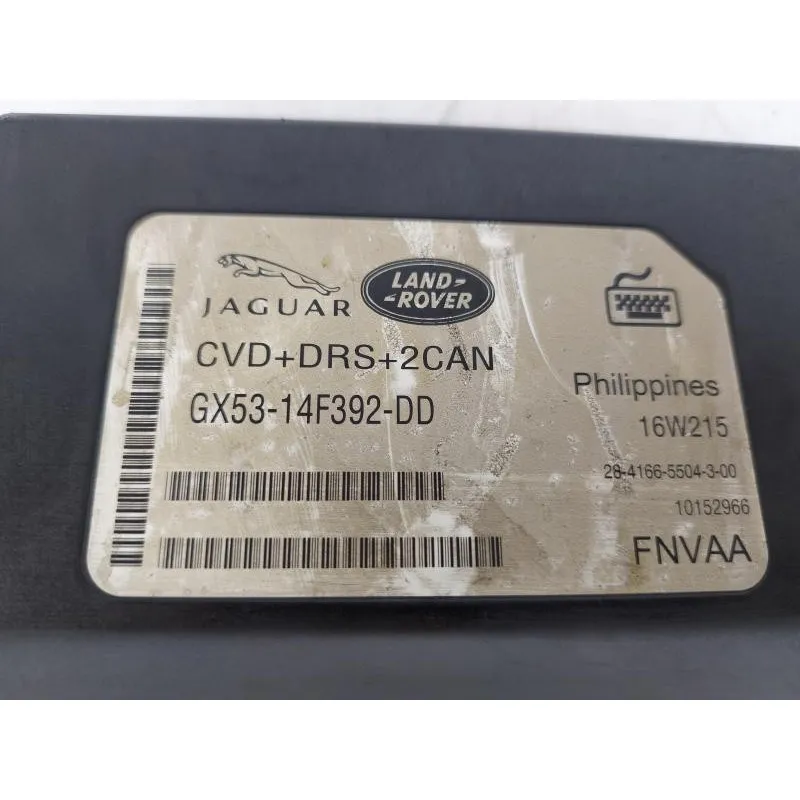 JAGUAR
LAND-
-ROVER
CVD+DRS+2CAN
GX53-14F392-DD
Philippines
16W215
28-4166-5504-3-00
10152966
FNVAA